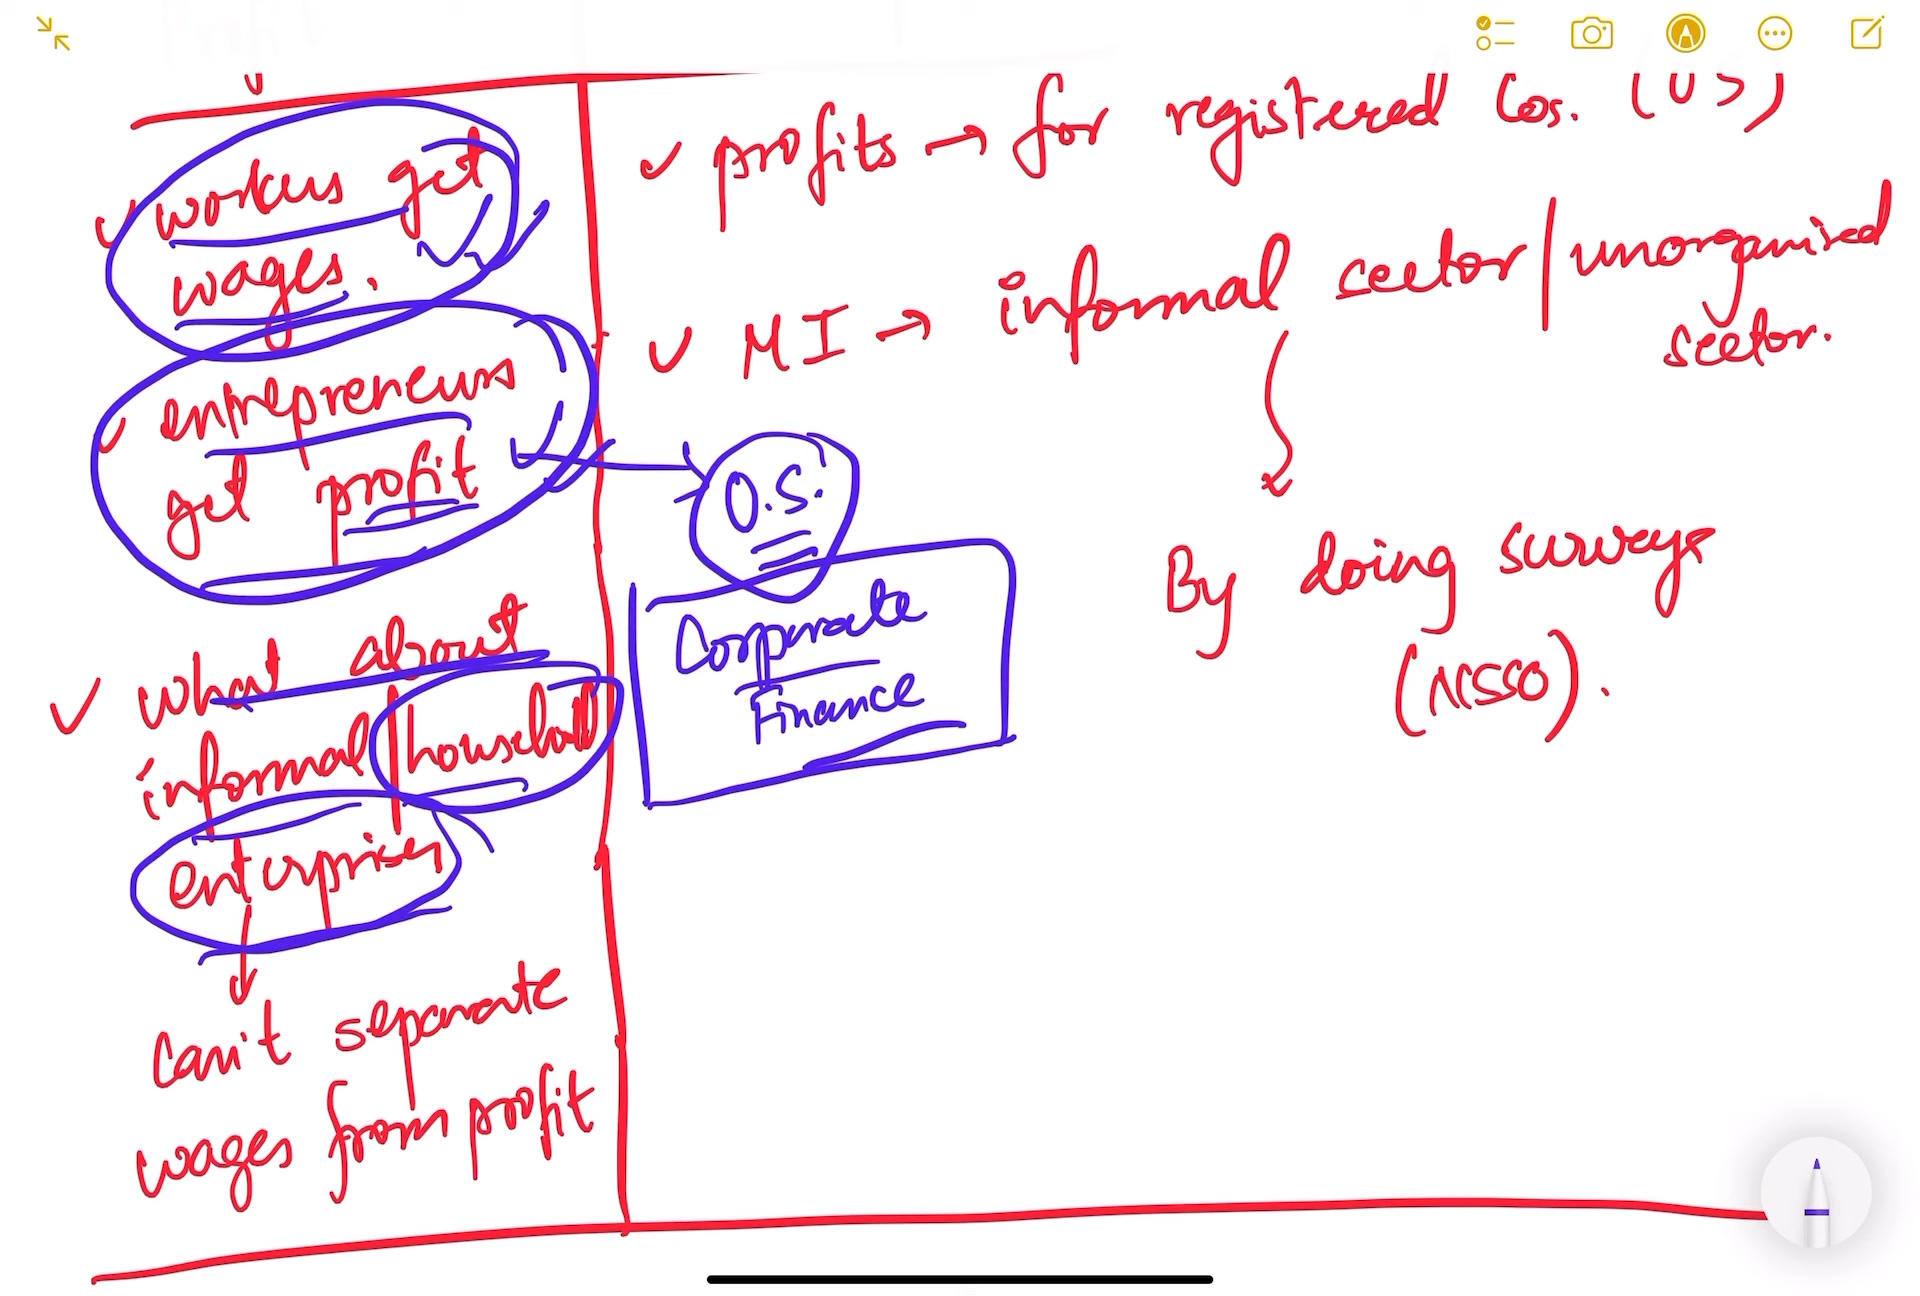 workers get
wages.
entrepreneurs
get profit
what about
informal/household
enterprises
Can't separate
wages from profit
profits → for registered Cos.
MI → informal sector/unorganised
sector.
O.S.
Corporate
Finance
By doing surveys
(NSSO).